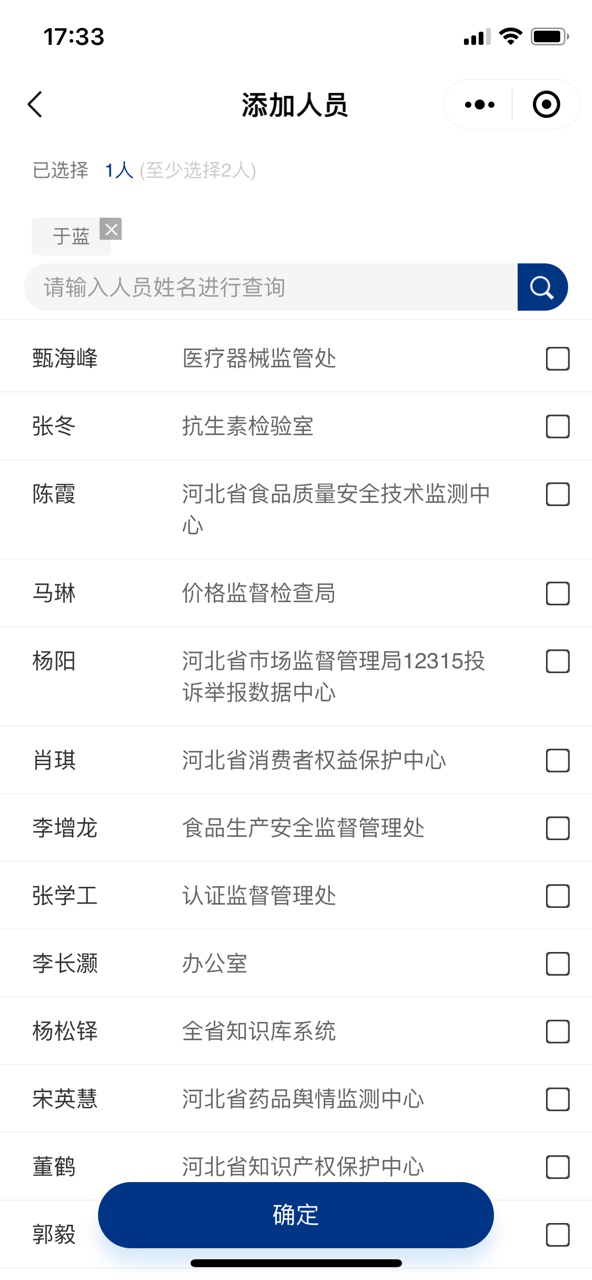 17:33
添加人员
已选择 1人 (至少选择2人)
于蓝
请输入人员姓名进行查询
甄海峰 医疗器械监管处
张冬 抗生素检验室
陈霞 河北省食品质量安全技术监测中
心
马琳 价格监督检查局
杨阳 河北省市场监督管理局12315投
诉举报数据中心
肖琪 河北省消费者权益保护中心
李增龙 食品生产安全监督管理处
张学工 认证监督管理处
李长灏 办公室
杨松铎 全省知识库系统
宋英慧 河北省药品舆情监测中心
董鹤 河北省知识产权保护中心
郭毅
确定